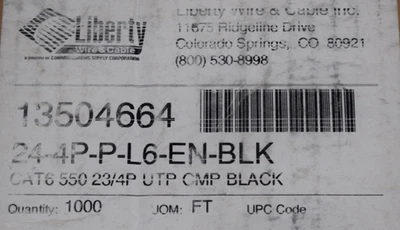 Liberty
Wire & Cable
Liberty Wire & Cable Inc.
11675 Ridgeline Drive
Colorado Springs, CO 80921
(800) 530-8998
13504664
24-4P-P-L6-EN-BLK
CAT6 550 23/4P UTP CMP BLACK
Quantity: 1000 UOM: FT UPC Code